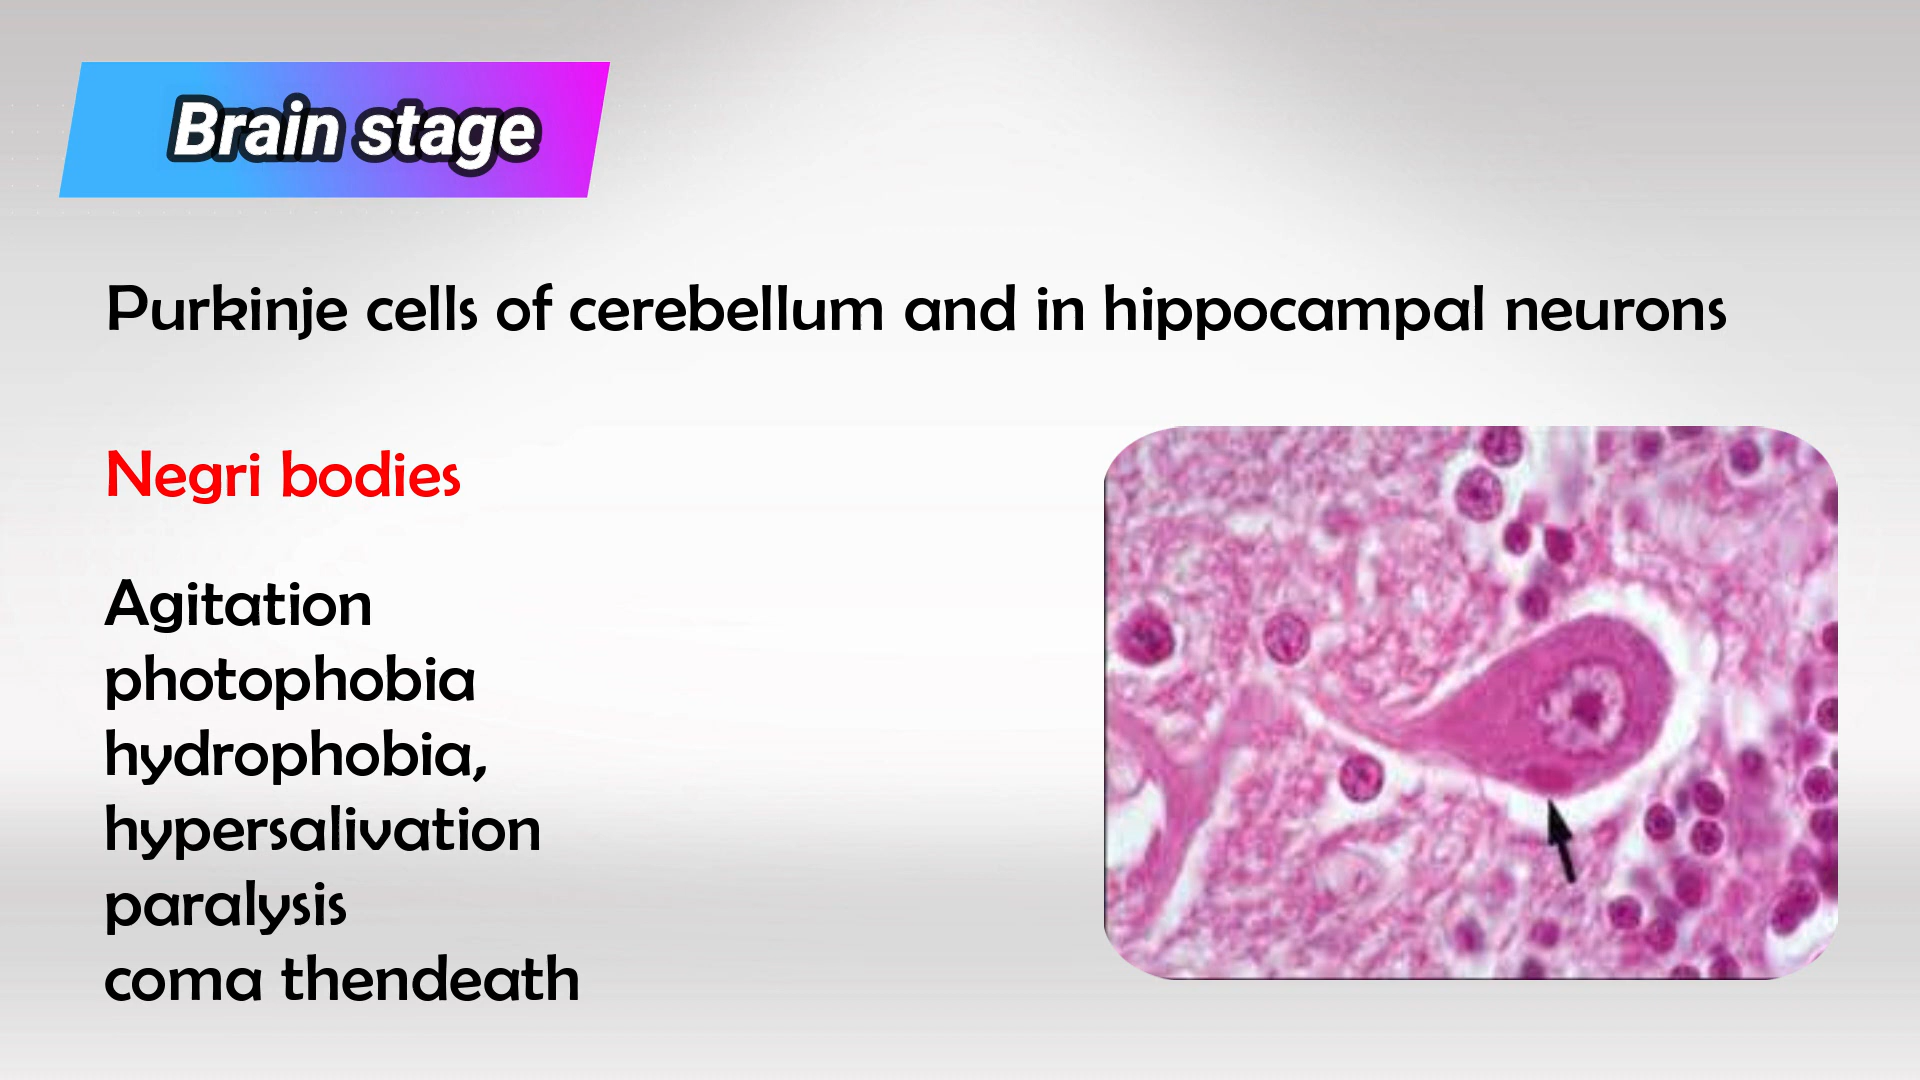 Brain stage
Purkinje cells of cerebellum and in hippocampal neurons
Negri bodies
Agitation
photophobia
hydrophobia,
hypersalivation
paralysis
coma thendeath